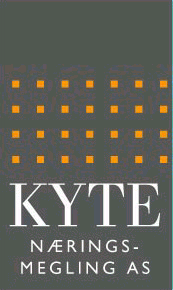 KYTE
NÆRINGS-
MEGLING AS